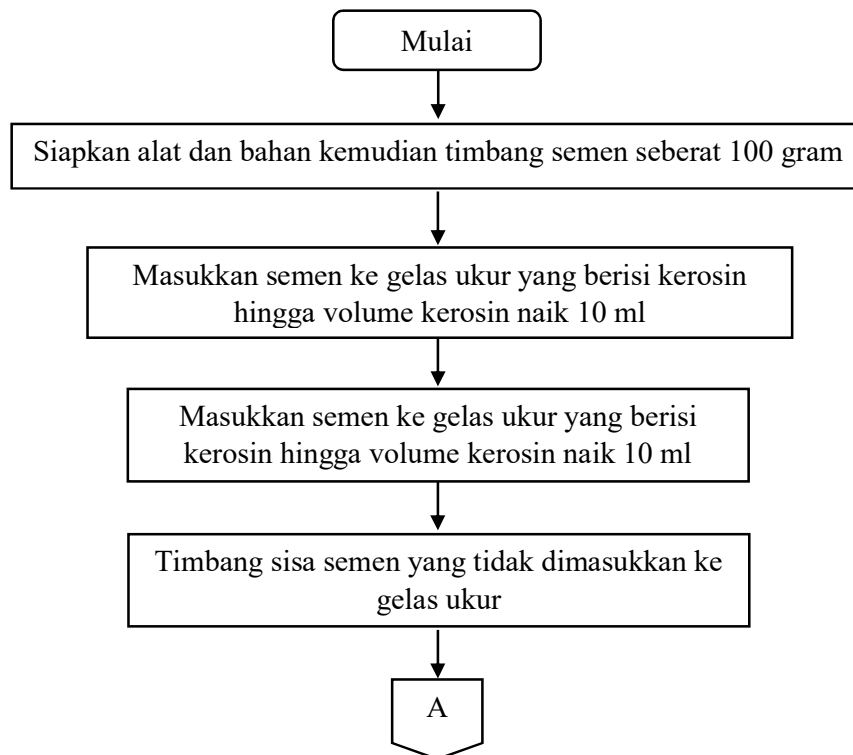 Mulai
Siapkan alat dan bahan kemudian timbang semen seberat 100 gram
Masukkan semen ke gelas ukur yang berisi kerosin
hingga volume kerosin naik 10 ml
Masukkan semen ke gelas ukur yang berisi
kerosin hingga volume kerosin naik 10 ml
Timbang sisa semen yang tidak dimasukkan ke
gelas ukur
A